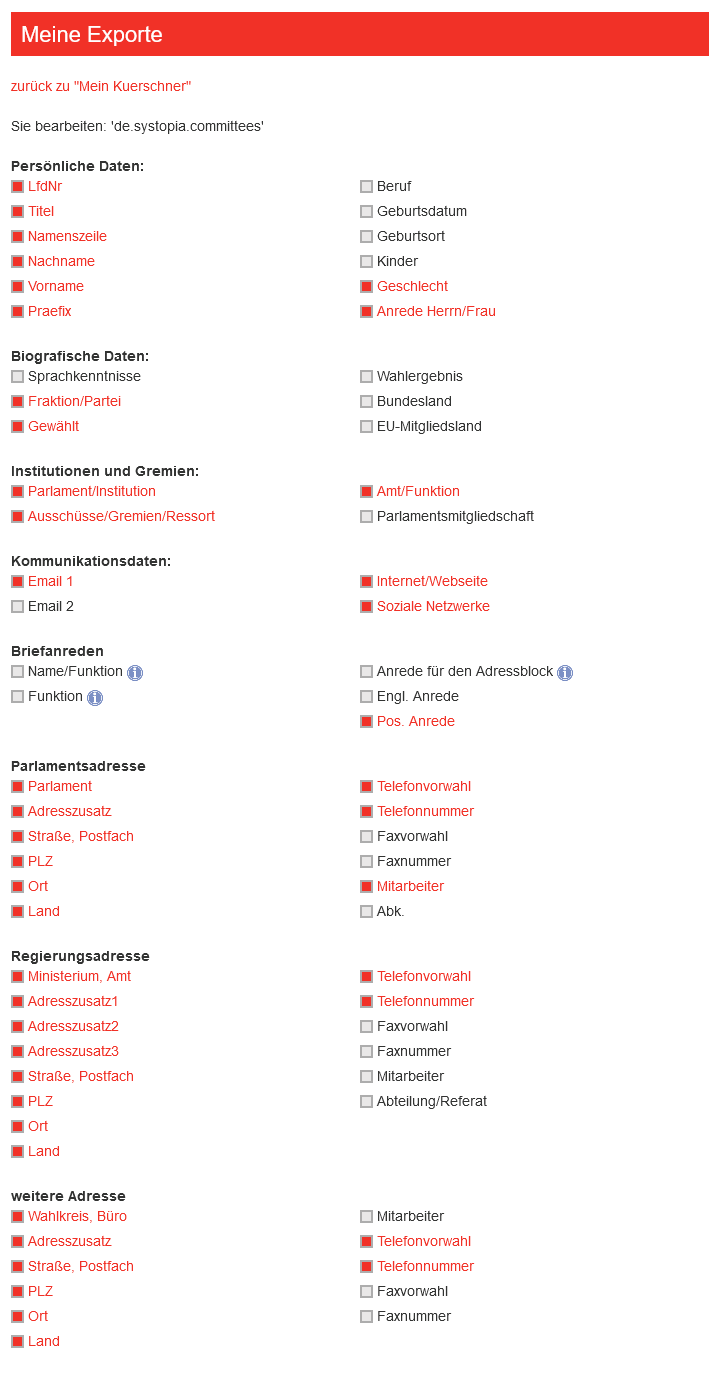 Meine Exporte
zurück zu "Mein Kuerschner"
Sie bearbeiten: 'de.systopia.committees'
Persönliche Daten:
LfdNr
Titel
Namenszeile
Nachname
Vorname
Praefix
Beruf
Geburtsdatum
Geburtsort
Kinder
Geschlecht
Anrede Herrn/Frau
Biografische Daten:
Sprachkenntnisse
Fraktion/Partei
Gewählt
Wahlergebnis
Bundesland
EU-Mitgliedsland
Institutionen und Gremien:
Parlament/Institution
Ausschüsse/Gremien/Ressort
Amt/Funktion
Parlamentsmitgliedschaft
Kommunikationsdaten:
Email 1
Email 2
Internet/Webseite
Soziale Netzwerke
Briefanreden
Name/Funktion
Funktion
Anrede für den Adressblock
Engl. Anrede
Pos. Anrede
Parlamentsadresse
Parlament
Adresszusatz
Straße, Postfach
PLZ
Ort
Land
Telefonvorwahl
Telefonnummer
Faxvorwahl
Faxnummer
Mitarbeiter
Abk.
Regierungsadresse
Ministerium, Amt
Adresszusatz1
Adresszusatz2
Adresszusatz3
Straße, Postfach
PLZ
Ort
Land
Telefonvorwahl
Telefonnummer
Faxvorwahl
Faxnummer
Mitarbeiter
Abteilung/Referat
weitere Adresse
Wahlkreis, Büro
Adresszusatz
Straße, Postfach
PLZ
Ort
Land
Mitarbeiter
Telefonvorwahl
Telefonnummer
Faxvorwahl
Faxnummer